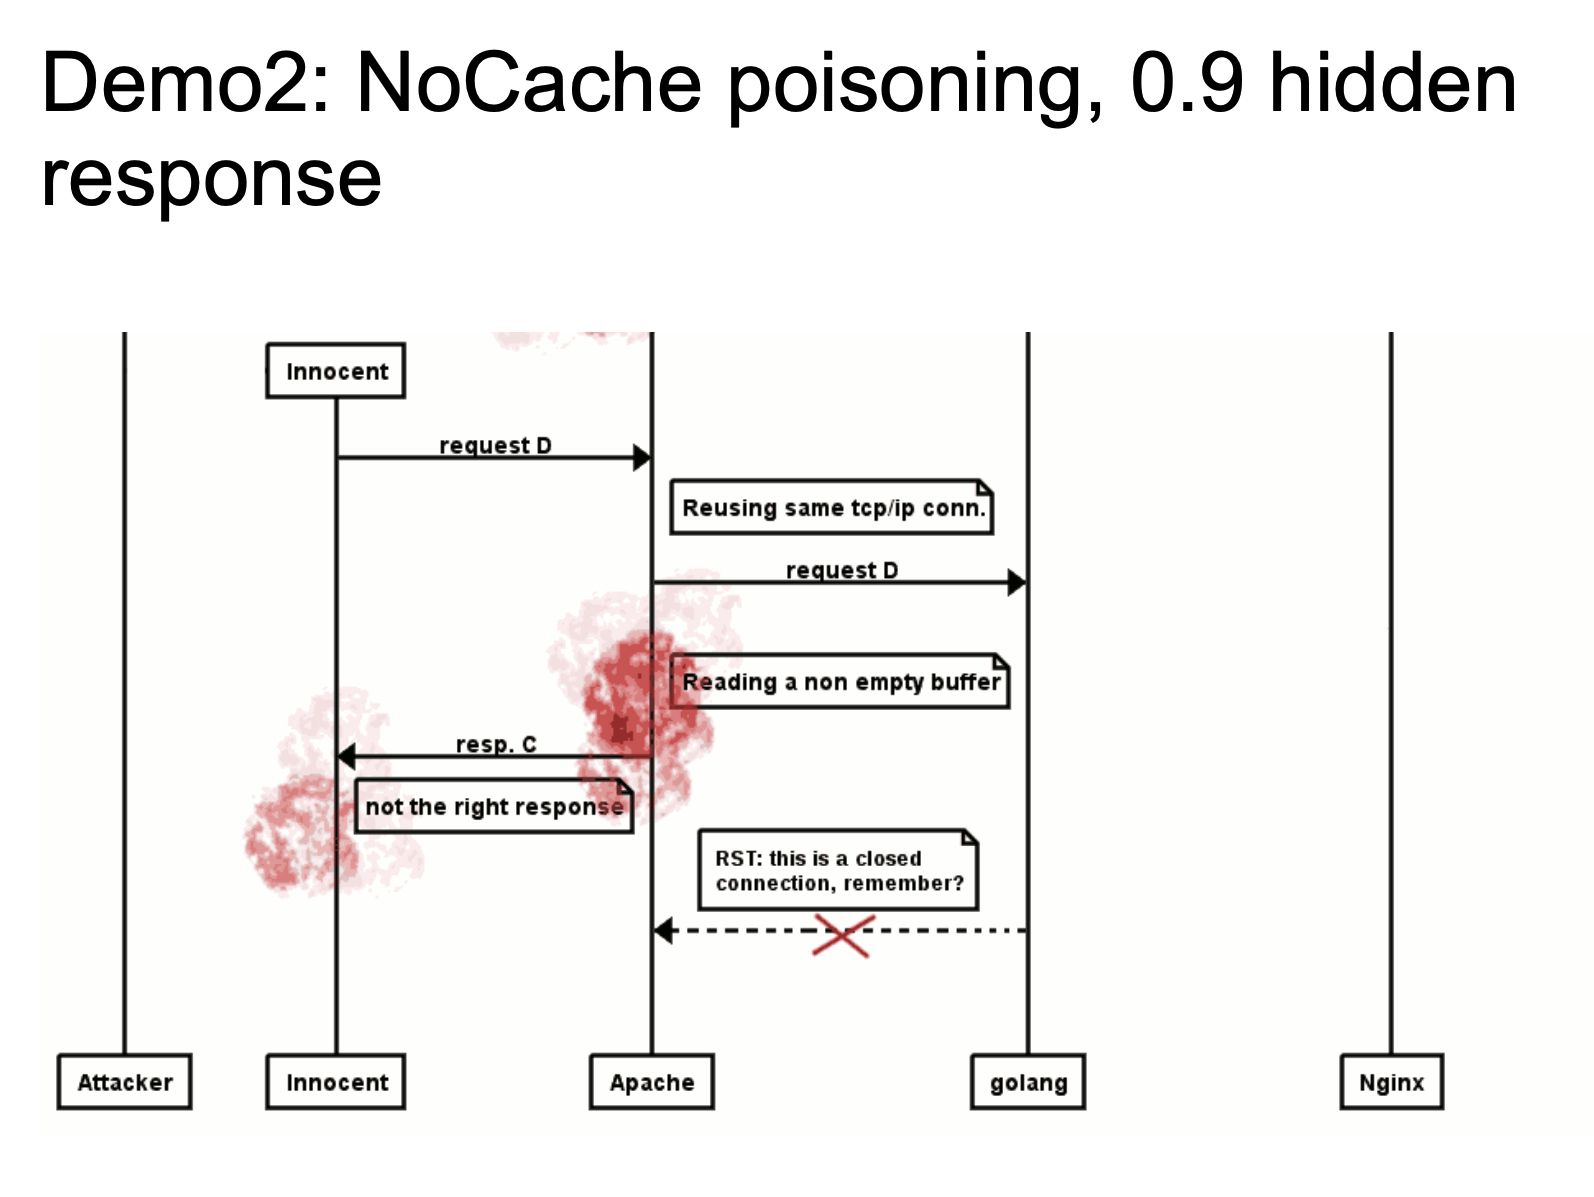 Demo2: NoCache poisoning, 0.9 hidden
response
Innocent
request D
Reusing same tcp/ip conn.
request D
Reading a non empty buffer
resp. C
not the right response
RST: this is a closed
connection, remember?
Attacker
Innocent
Apache
golang
Nginx